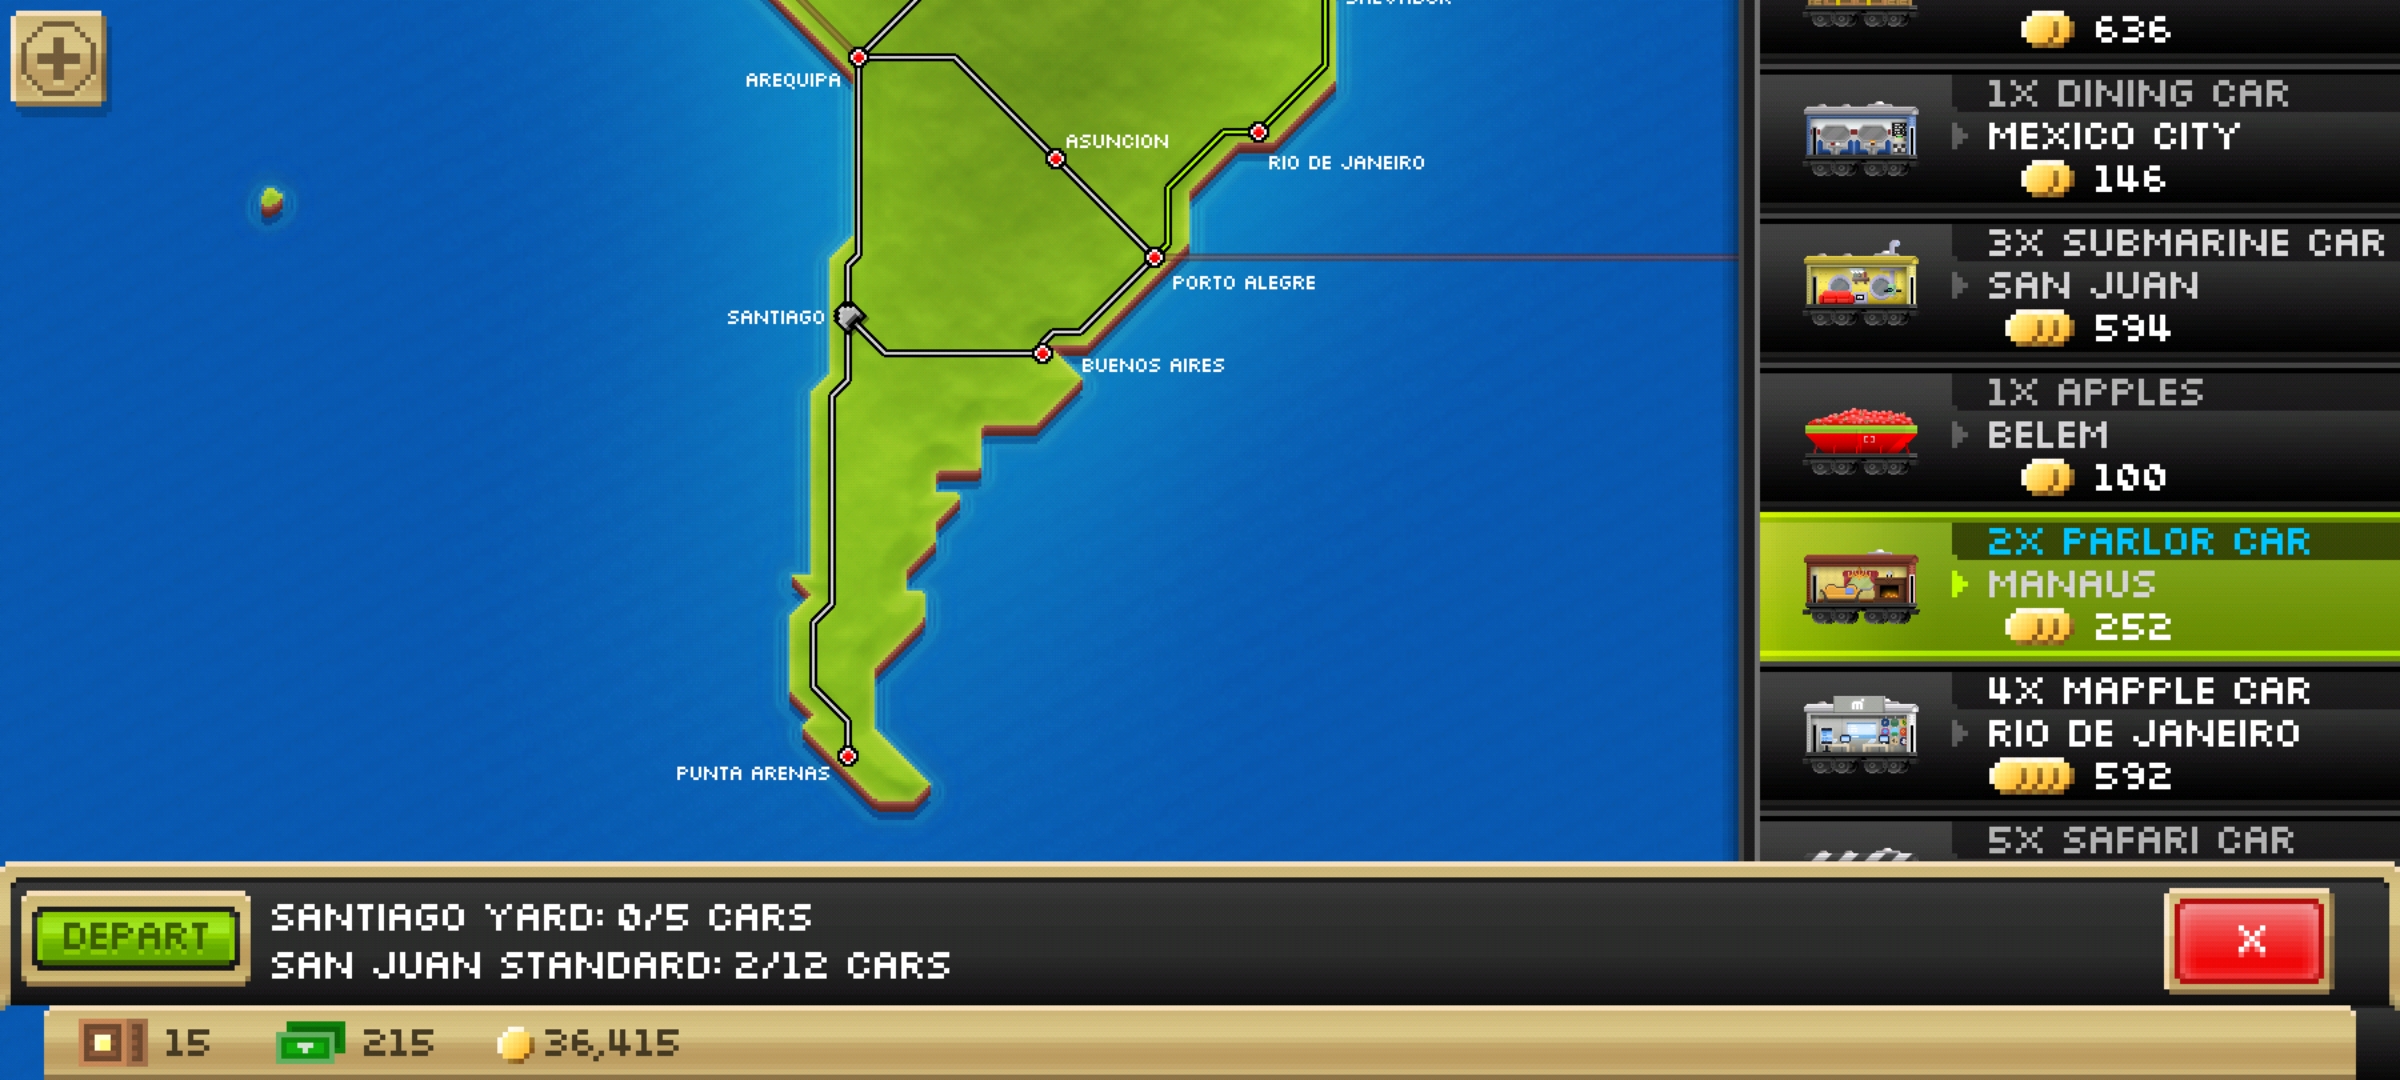 636
AREQUIPA
ASUNCION
RIO DE JANEIRO
PORTO ALEGRE
SANTIAGO
BUENOS AIRES
PUNTA ARENAS
1X DINING CAR
MEXICO CITY
146
3X SUBMARINE CAR
SAN JUAN
594
1X APPLES
BELEM
100
2X PARLOR CAR
MANAUS
252
4X MAPPLE CAR
RIO DE JANEIRO
592
5X SAFARI CAR
DEPART
SANTIAGO YARD: 0/5 CARS
SAN JUAN STANDARD: 2/12 CARS
X
15
215
36,415